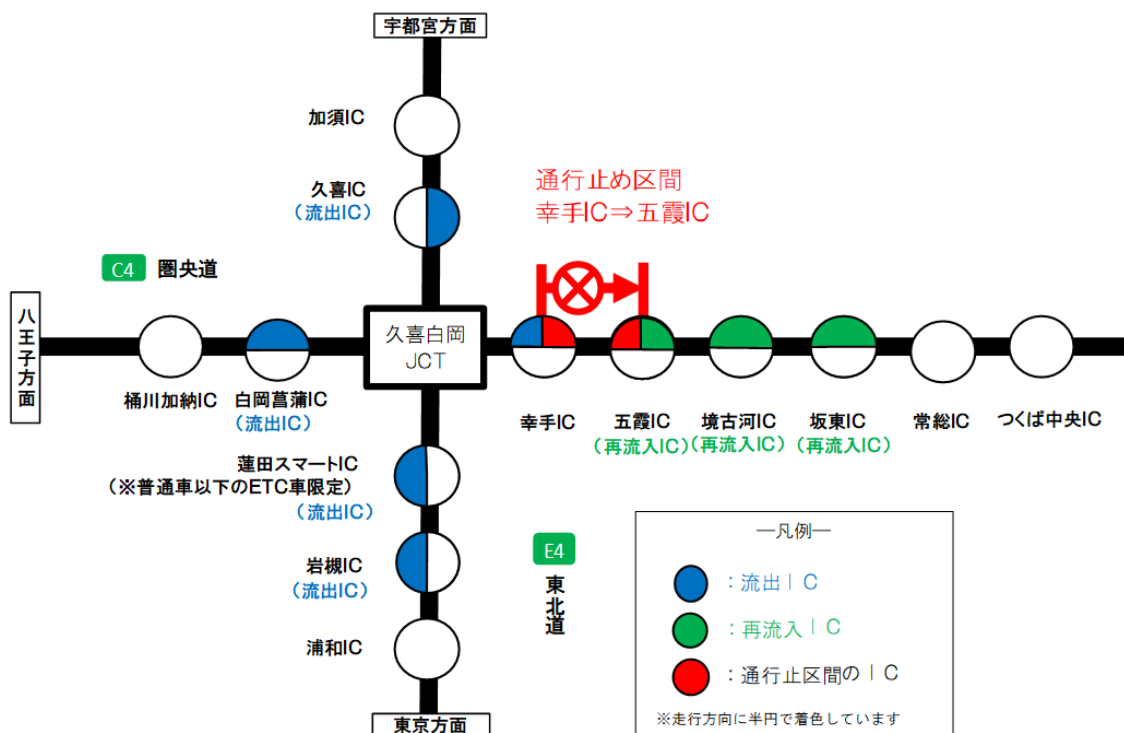 宇都宮方面
加須IC
久喜IC
(流出IC)
通行止め区間
幸手IC⇒五霞IC
C4 圏央道
八王子方面
久喜白岡
JCT
桶川加納IC
白岡菖蒲IC
(流出IC)
幸手IC
五霞IC
(再流入IC)
境古河IC
(再流入IC)
坂東IC
(再流入IC)
常総IC
つくば中央IC
蓮田スマートIC
(※普通車以下のETC車限定)
(流出IC)
岩槻IC
(流出IC)
E4
東北道
浦和IC
東京方面
―凡例―
：流出ＩＣ
：再流入ＩＣ
：通行止区間のＩＣ
※走行方向に半円で着色しています